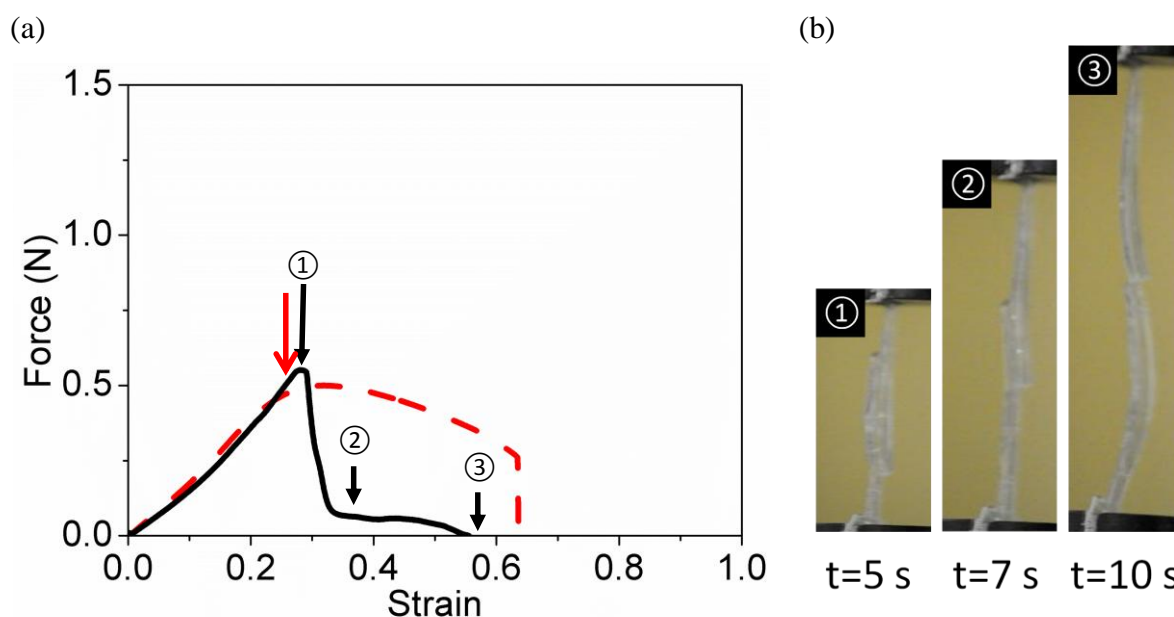 (a)
(b)
1.5
1.0
0.5
0.0
Force (N)
0.0 0.2 0.4 0.6 0.8 1.0
Strain
①
②
③
①
②
③
t=5 s t=7 s t=10 s